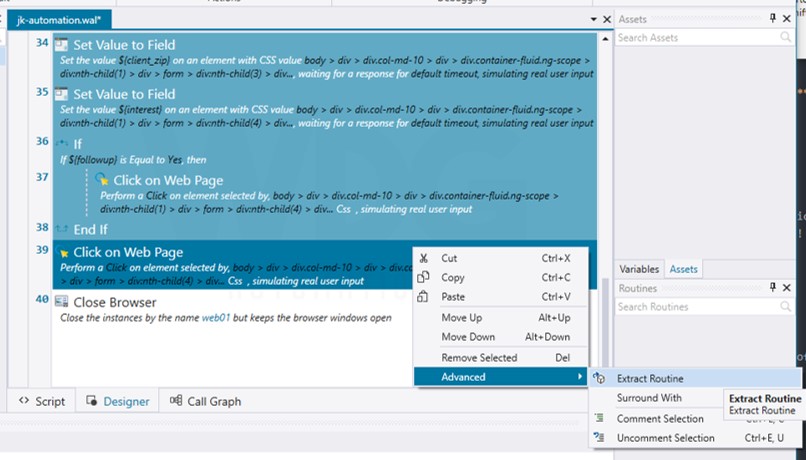 jk-automation.wal*
34 Set Value to Field
Set the value ${client_zip} on an element with CSS value body > div > div.col-md-10 > div > div.container-fluid.ng-scope >
div:nth-child(1) > div > form > div:nth-child(3) > div..., waiting for a response for default timeout, simulating real user input
35 Set Value to Field
Set the value ${interest} on an element with CSS value body > div > div.col-md-10 > div > div.container-fluid.ng-scope >
div:nth-child(1) > div > form > div:nth-child(4) > div..., waiting for a response for default timeout, simulating real user input
36 If
If ${followup} is Equal to Yes, then
37 Click on Web Page
Perform a Click on element selected by, body > div > div.col-md-10 > div > div.container-fluid.ng-scope >
div:nth-child(1) > div > form > div:nth-child(4) > div... Css , simulating real user input
38 End If
39 Click on Web Page
Perform a Click on element selected by, body > div > div.co
> div > form > div:nth-child(4) > div... Css , simulating real user input
40 Close Browser
Close the instances by the name web01 but keeps the browser windows open
Script Designer Call Graph
Cut Ctrl+X
Copy Ctrl+C
Paste Ctrl+V
Move Up Alt+Up
Move Down Alt+Down
Remove Selected Del
Advanced
Extract Routine
Surround With
Comment Selection Ctrl+E, C
Uncomment Selection Ctrl+E, U
Extract Routine
Extract Routine
Assets
Search Assets
Variables Assets
Routines
Search Routines